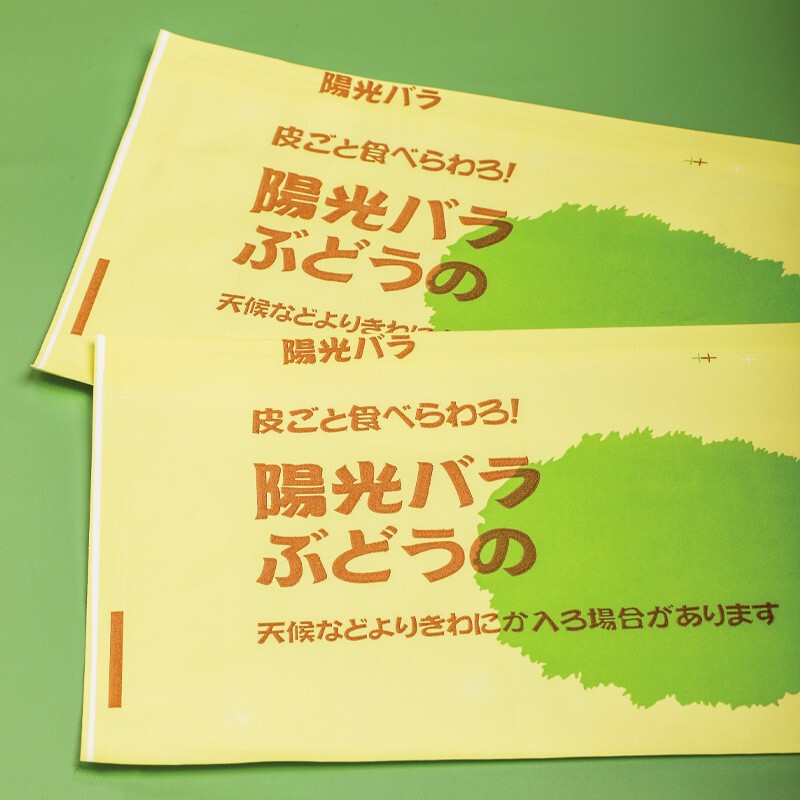 陽光バラ
皮ごと食べらわろ!
陽光バラ
ぶどうの
天候などよりきわに
陽光バラ
皮ごと食べらわろ!
陽光バラ
ぶどうの
天候などよりきわにか入ろ場合があります